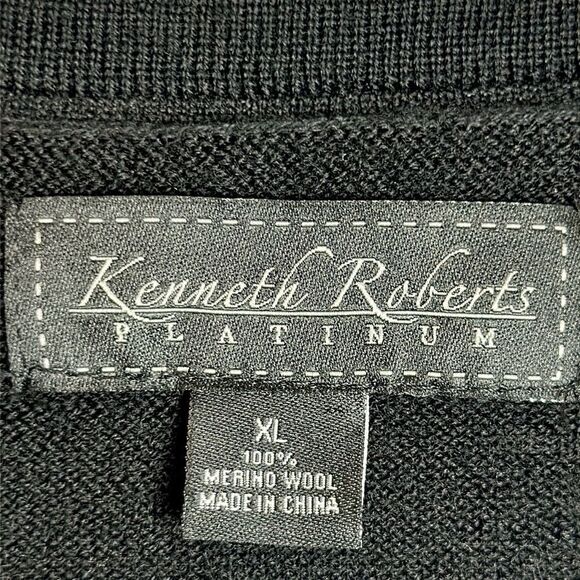 Kenneth Roberts
PLATINUM
XL
100%
MERINO WOOL
MADE IN CHINA